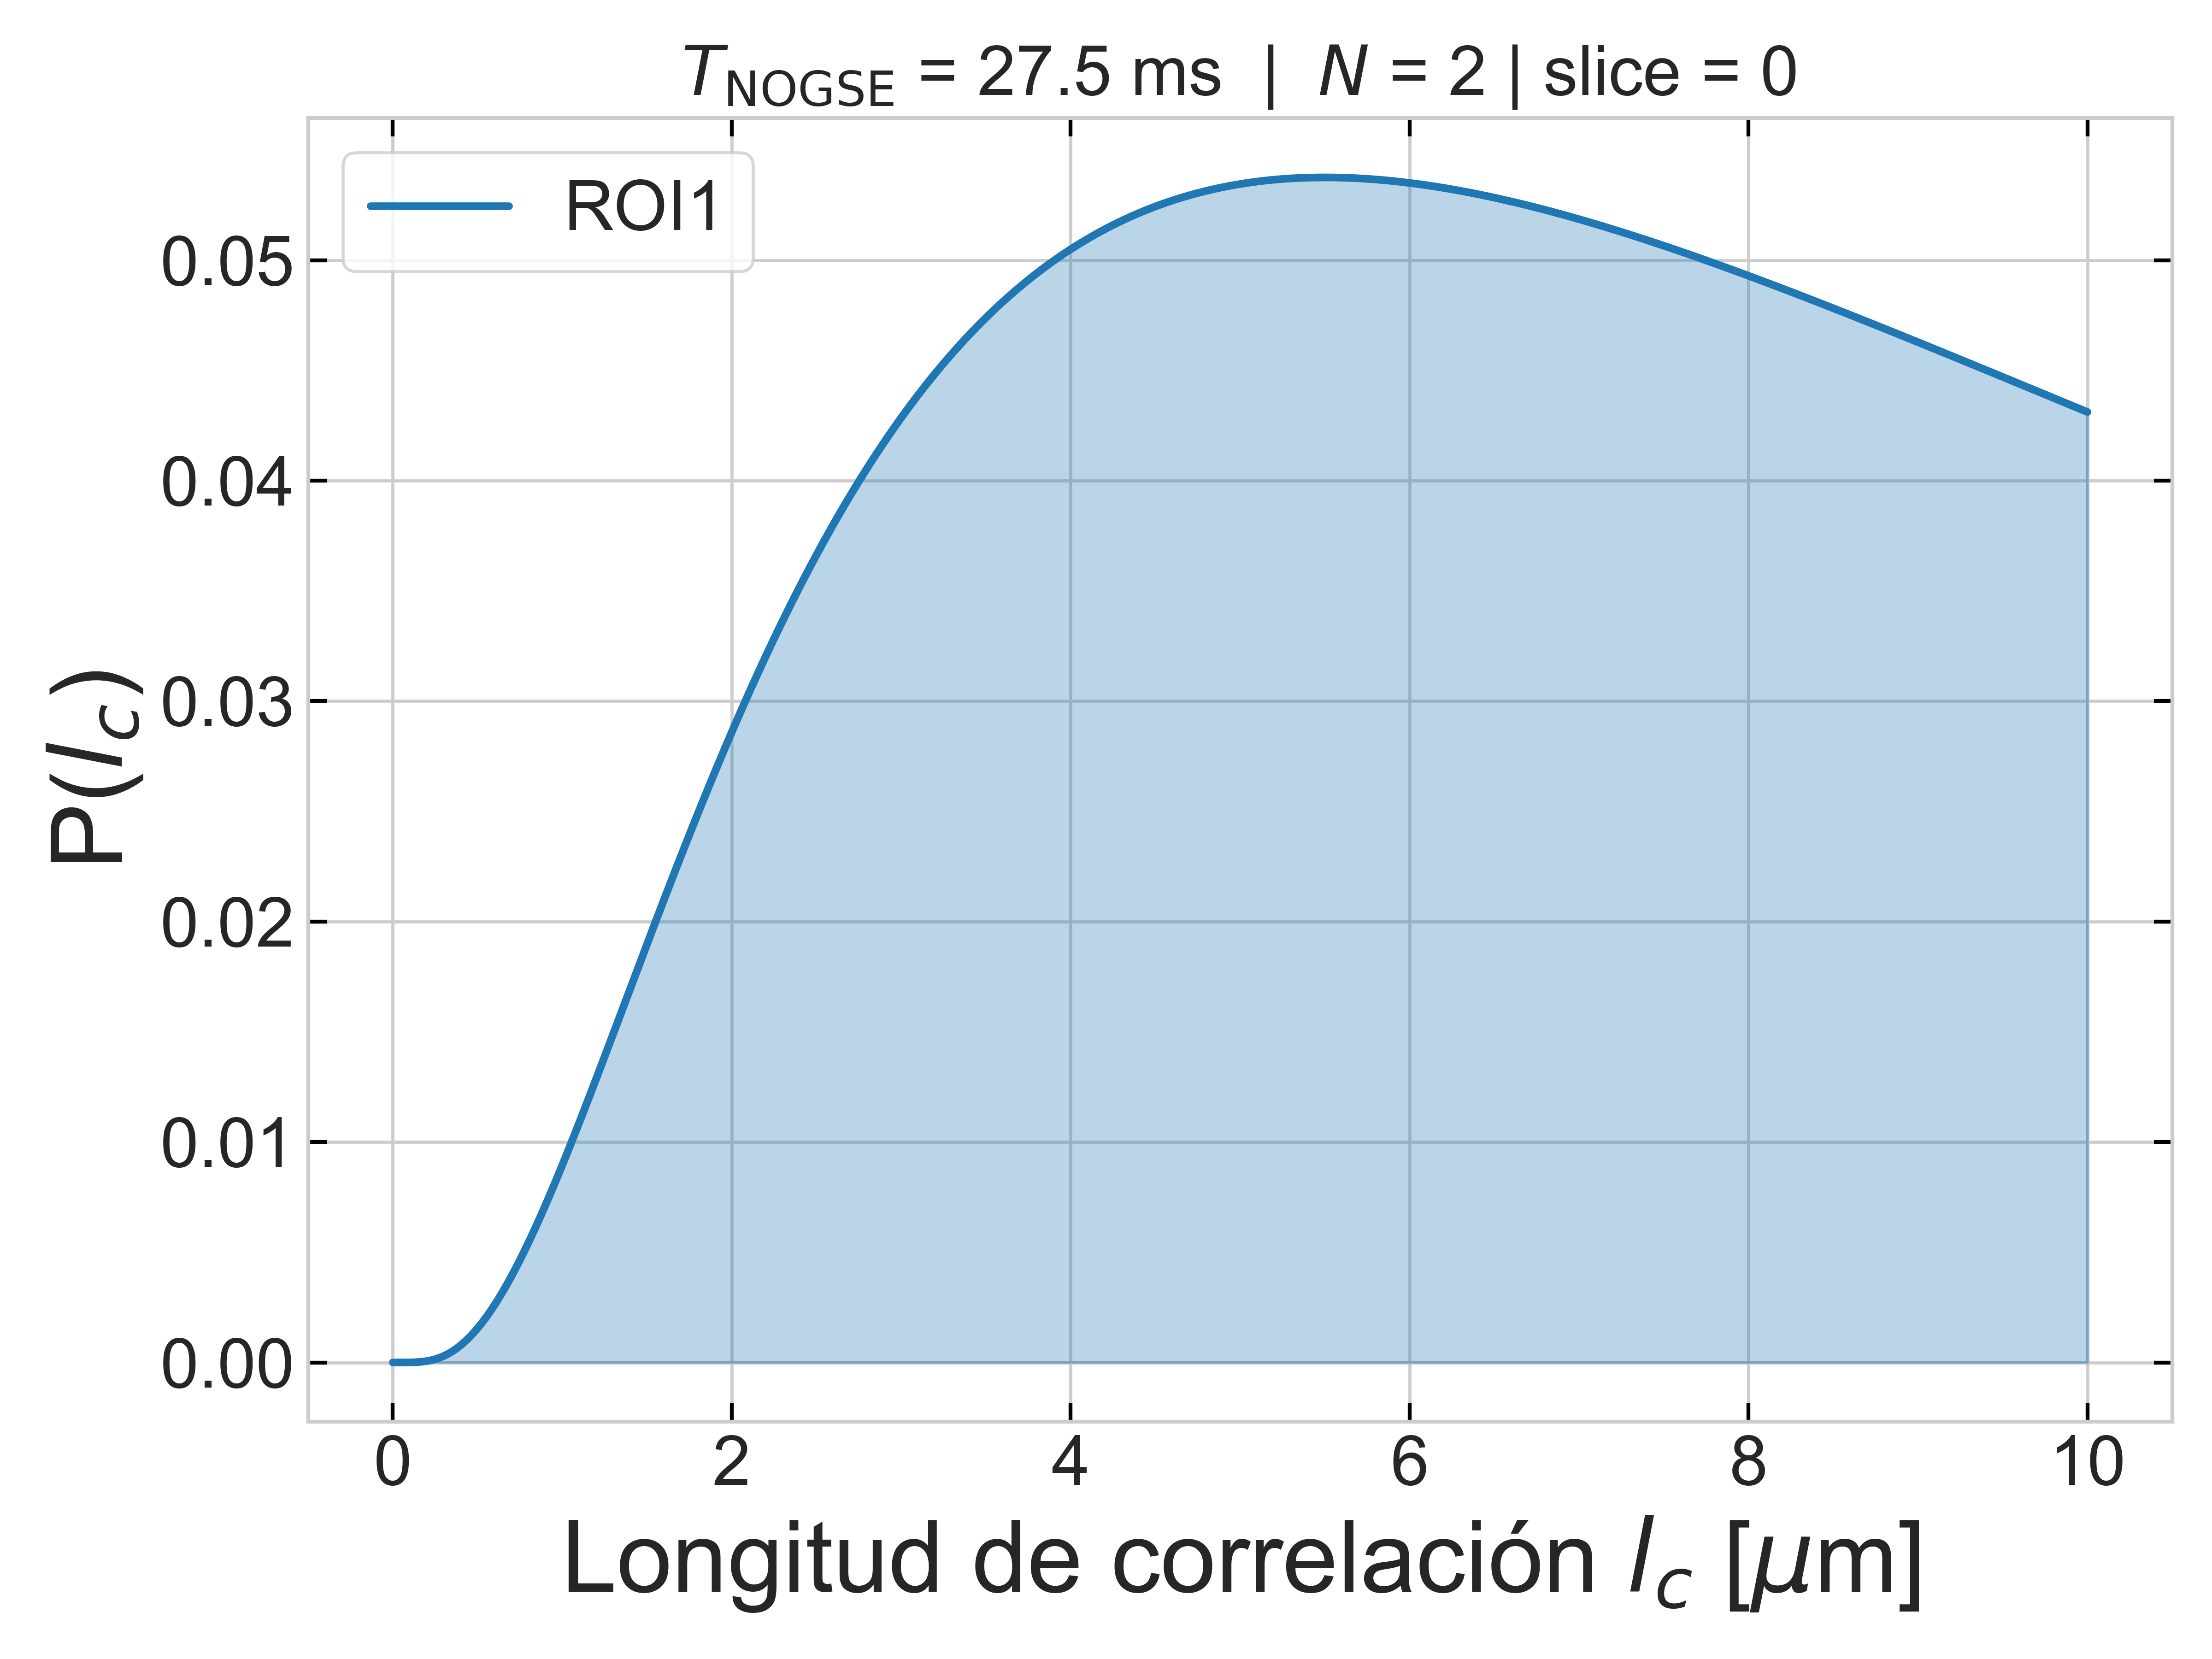 T_NOGSE = 27.5 ms | N = 2 | slice = 0
ROI1
P(l_c)
0.05
0.04
0.03
0.02
0.01
0.00
0 2 4 6 8 10
Longitud de correlación l_c [μm]